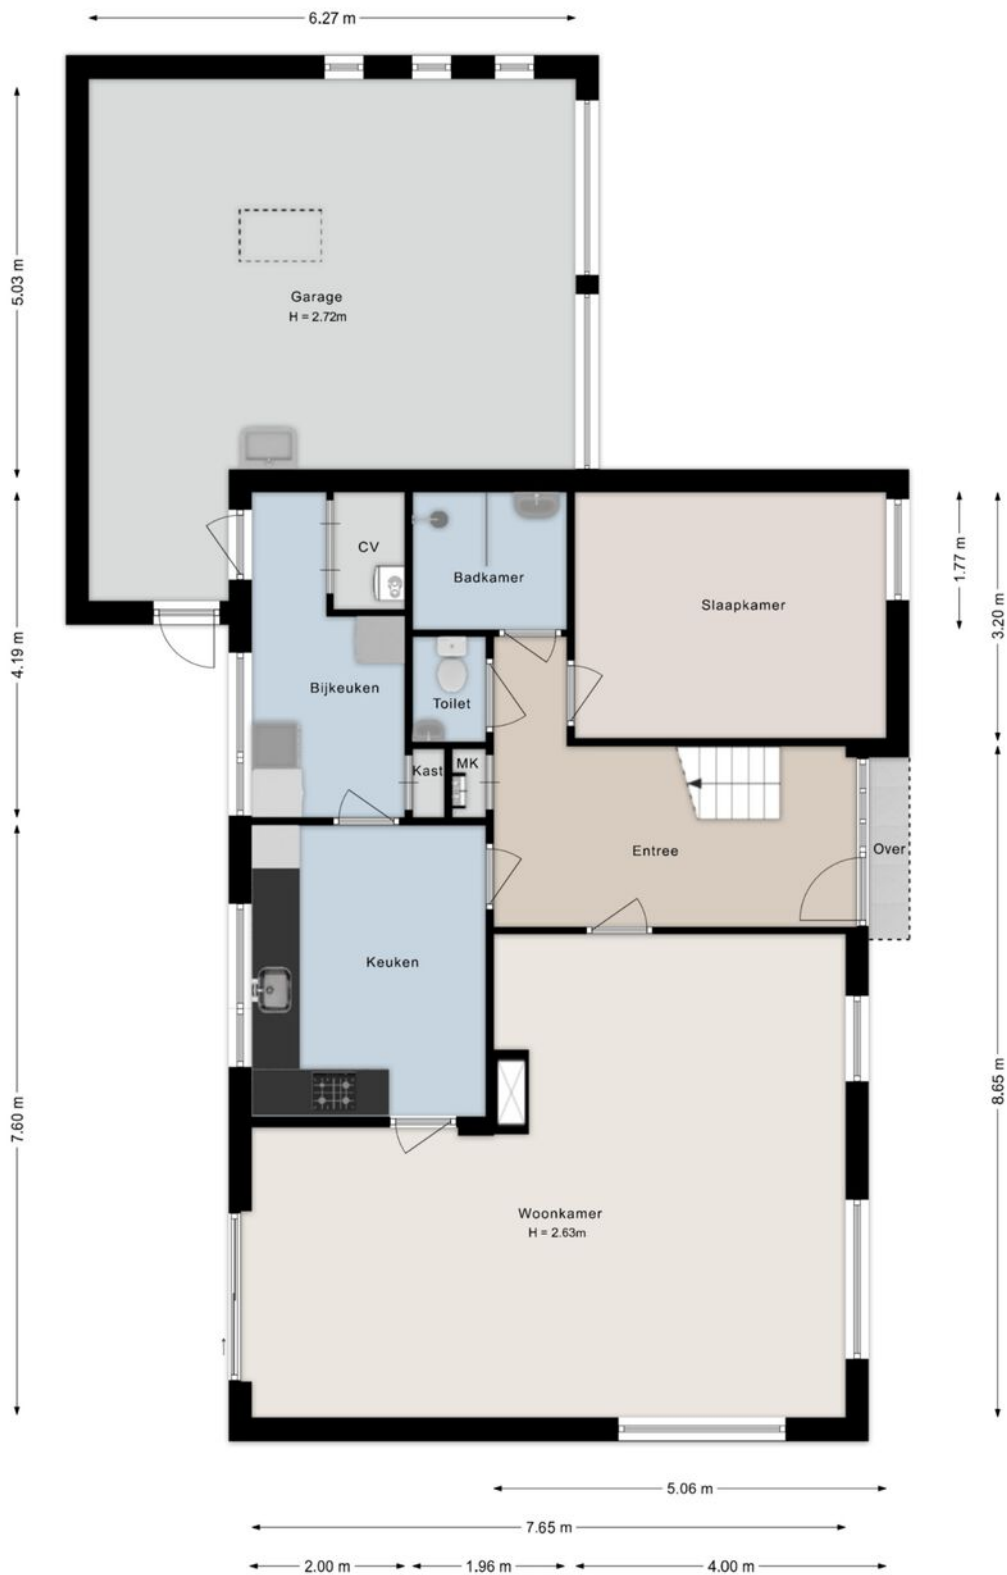 6.27 m
5.03 m
Garage
H = 2.72m
CV
Badkamer
Slaapkamer
1.77 m
3.20 m
4.19 m
Bijkeuken
Toilet
Kast
MK
Entree
Over
Keuken
7.60 m
8.65 m
Woonkamer
H = 2.63m
5.06 m
7.65 m
2.00 m
1.96 m
4.00 m